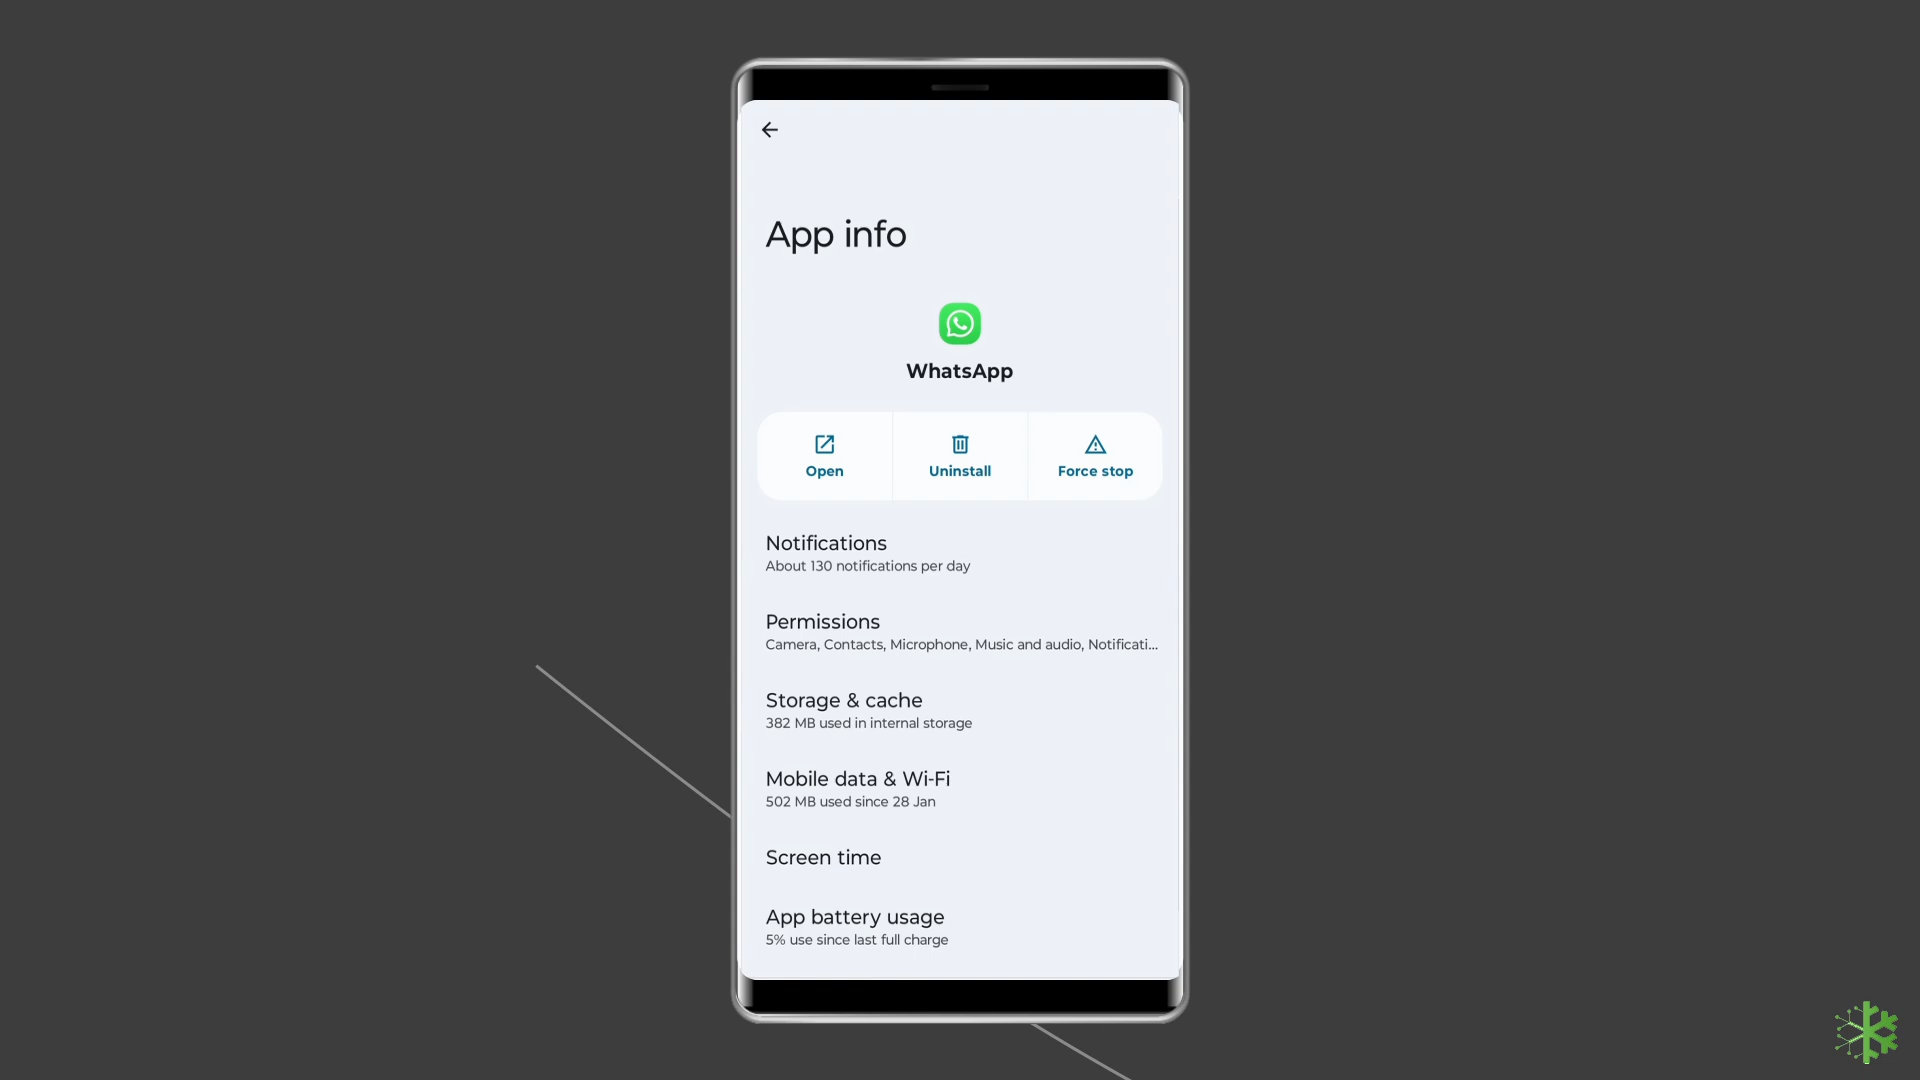 App info
WhatsApp
Open
Uninstall
Force stop
Notifications
About 130 notifications per day
Permissions
Camera, Contacts, Microphone, Music and audio, Notificati...
Storage & cache
382 MB used in internal storage
Mobile data & Wi-Fi
502 MB used since 28 Jan
Screen time
App battery usage
5% use since last full charge